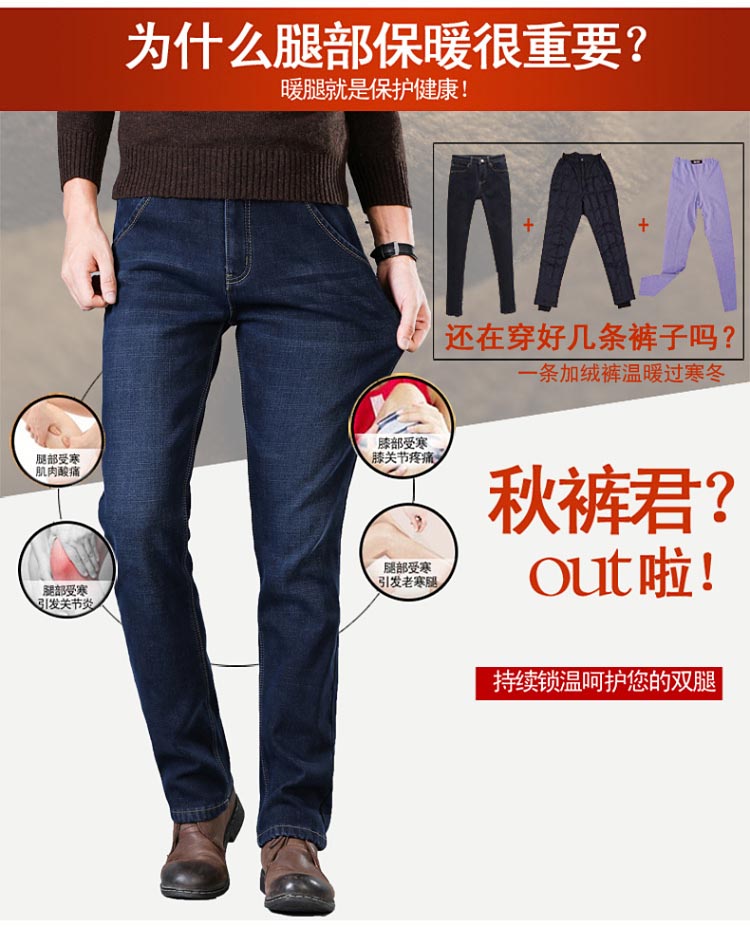 为什么腿部保暖很重要?
暖腿就是保护健康!
+ +
还在穿好几条裤子吗?
一条加绒裤温暖过寒冬
腿部受寒
肌肉酸痛
膝部受寒
膝关节疼痛
腿部受寒
引发关节炎
腿部受寒
引发老寒腿
秋裤君?
out啦!
持续锁温呵护您的双腿